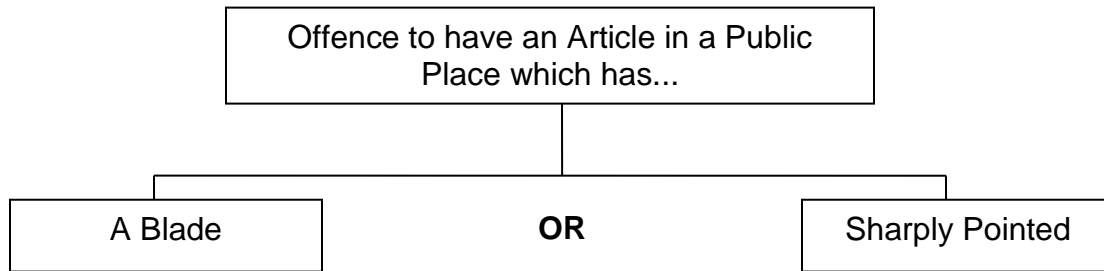 Offence to have an Article in a Public
Place which has...
A Blade
OR
Sharply Pointed